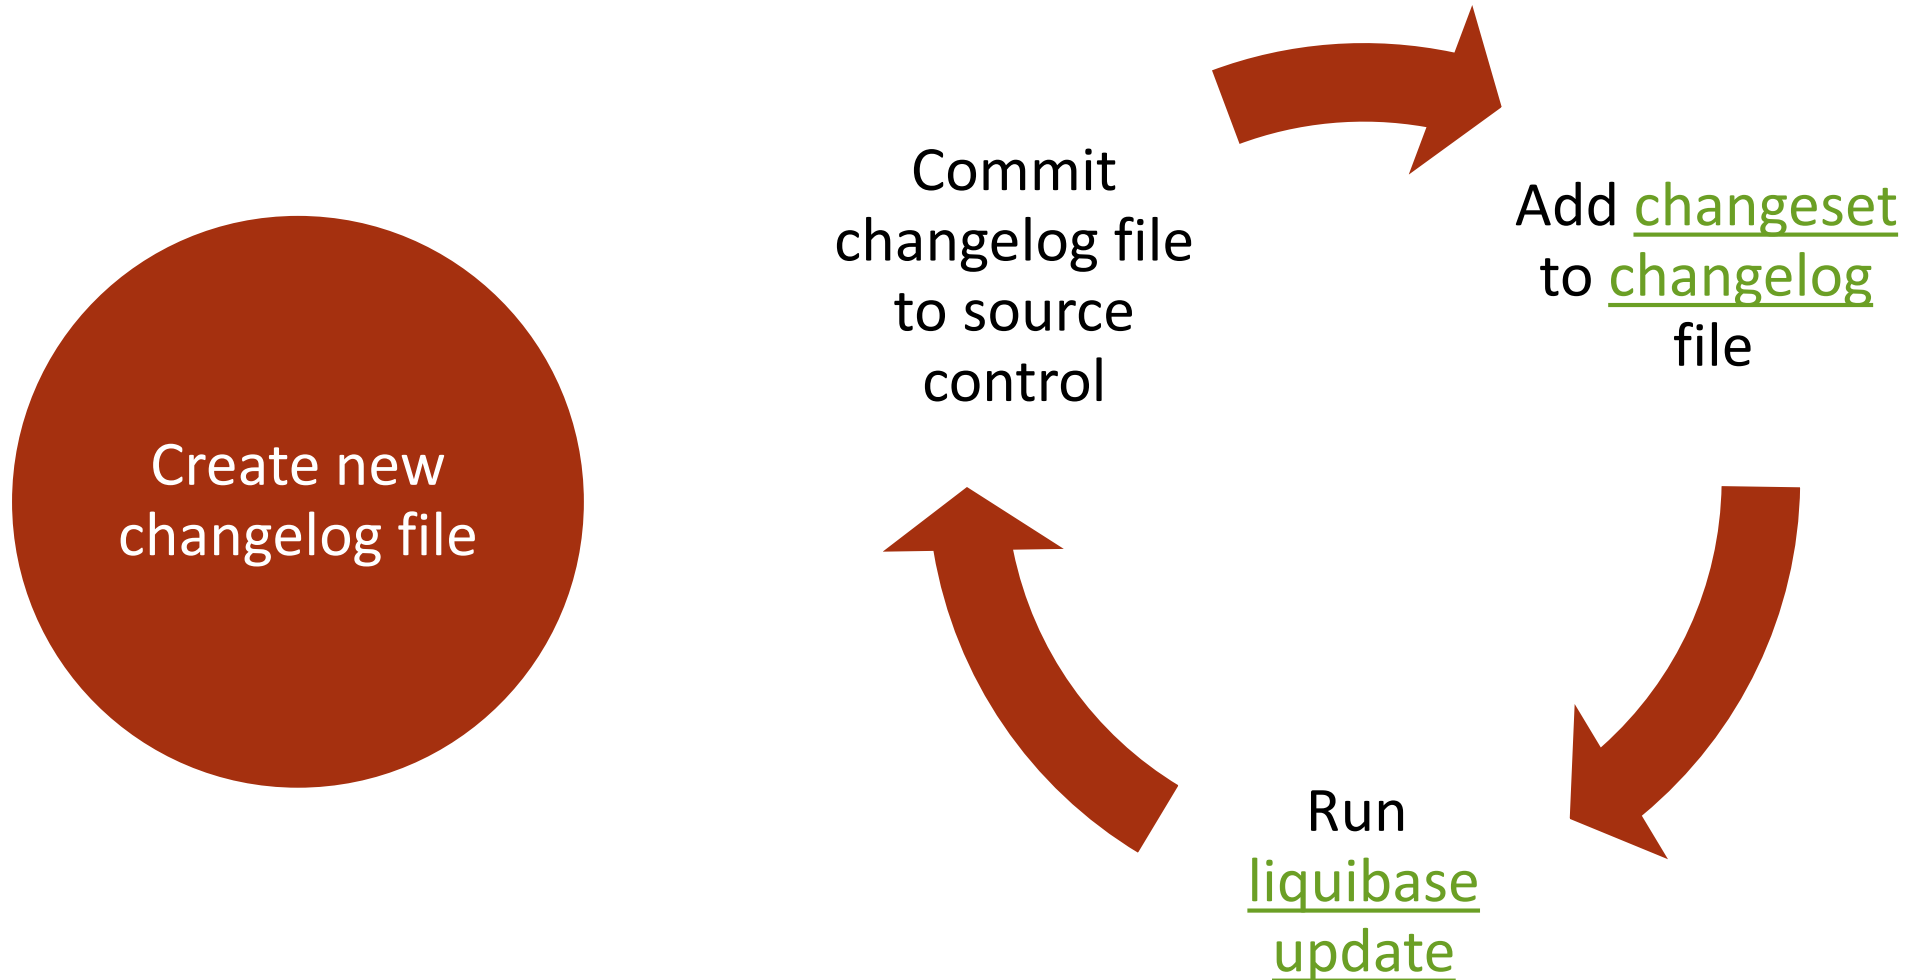 Create new
changelog file
Commit
changelog file
to source
control
Add changeset
to changelog
file
Run
liquibase
update